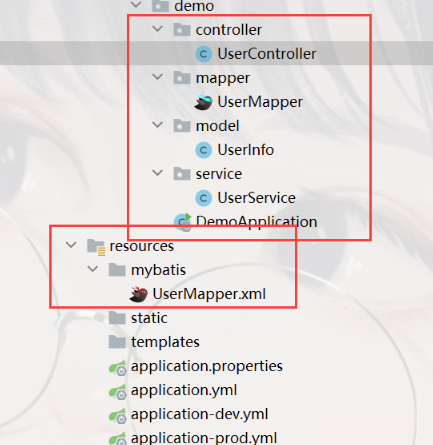 demo
controller
UserController
mapper
UserMapper
model
UserInfo
service
UserService
DemoApplication
resources
mybatis
UserMapper.xml
static
templates
application.properties
application.yml
application-dev.yml
application-prod.yml